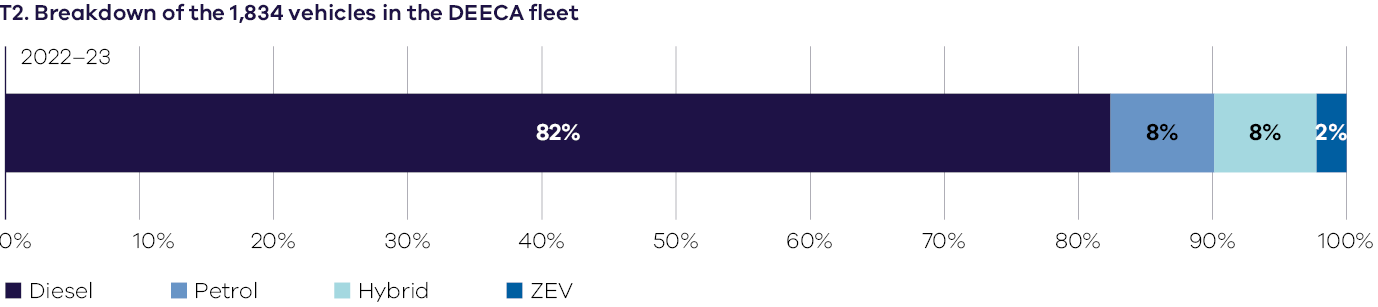 T2. Breakdown of the 1,834 vehicles in the DEECA fleet
2022–23
82% 8% 8% 2%
0% 10% 20% 30% 40% 50% 60% 70% 80% 90% 100%
Diesel Petrol Hybrid ZEV